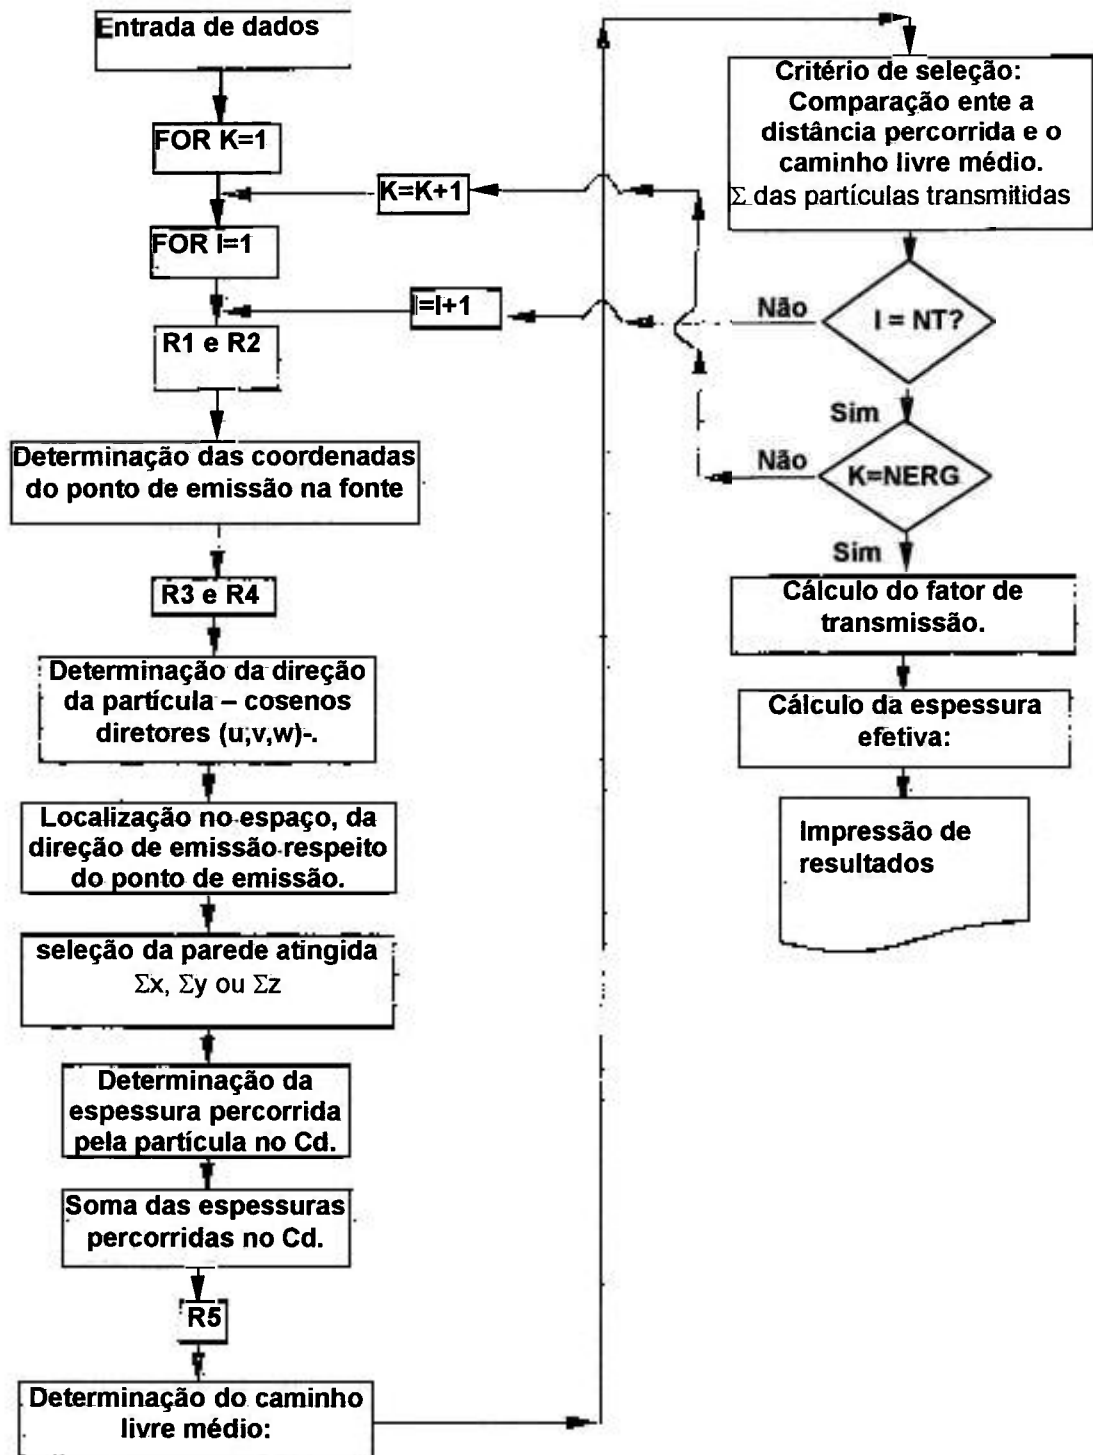 Entrada de dados
FOR K=1
K=K+1
FOR I=1
I=I+1
R1 e R2
Determinação das coordenadas
do ponto de emissão na fonte
R3 e R4
Determinação da direção
da partícula – cosenos
diretores (u,v,w)-.
Localização no espaço, da
direção de emissão respeito
do ponto de emissão.
seleção da parede atingida
Σx, Σy ou Σz
Determinação da
espessura percorrida
pela partícula no Cd.
Soma das espessuras
percorridas no Cd.
R5
Determinação do caminho
livre médio:
Critério de seleção:
Comparação ente a
distância percorrida e o
caminho livre médio.
Σ das partículas transmitidas
Não
I = NT?
Sim
Não
K=NERG
Sim
Cálculo do fator de
transmissão.
Cálculo da espessura
efetiva:
Impressão de
resultados